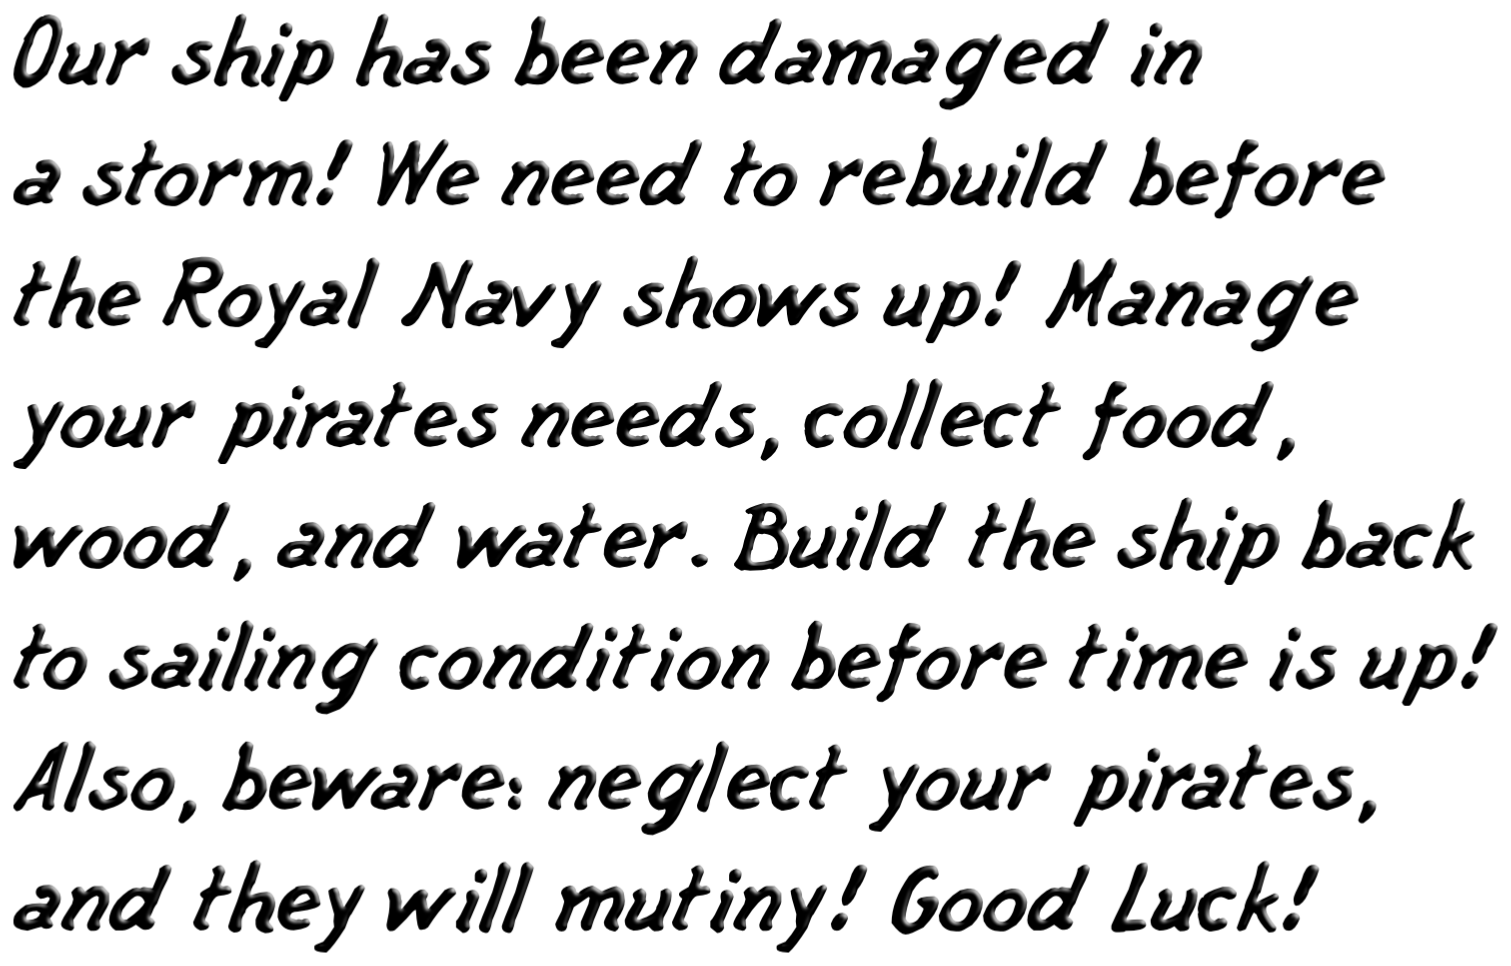 Our ship has been damaged in
a storm! We need to rebuild before
the Royal Navy shows up! Manage
your pirates needs, collect food,
wood, and water. Build the ship back
to sailing condition before time is up!
Also, beware: neglect your pirates,
and they will mutiny! Good Luck!